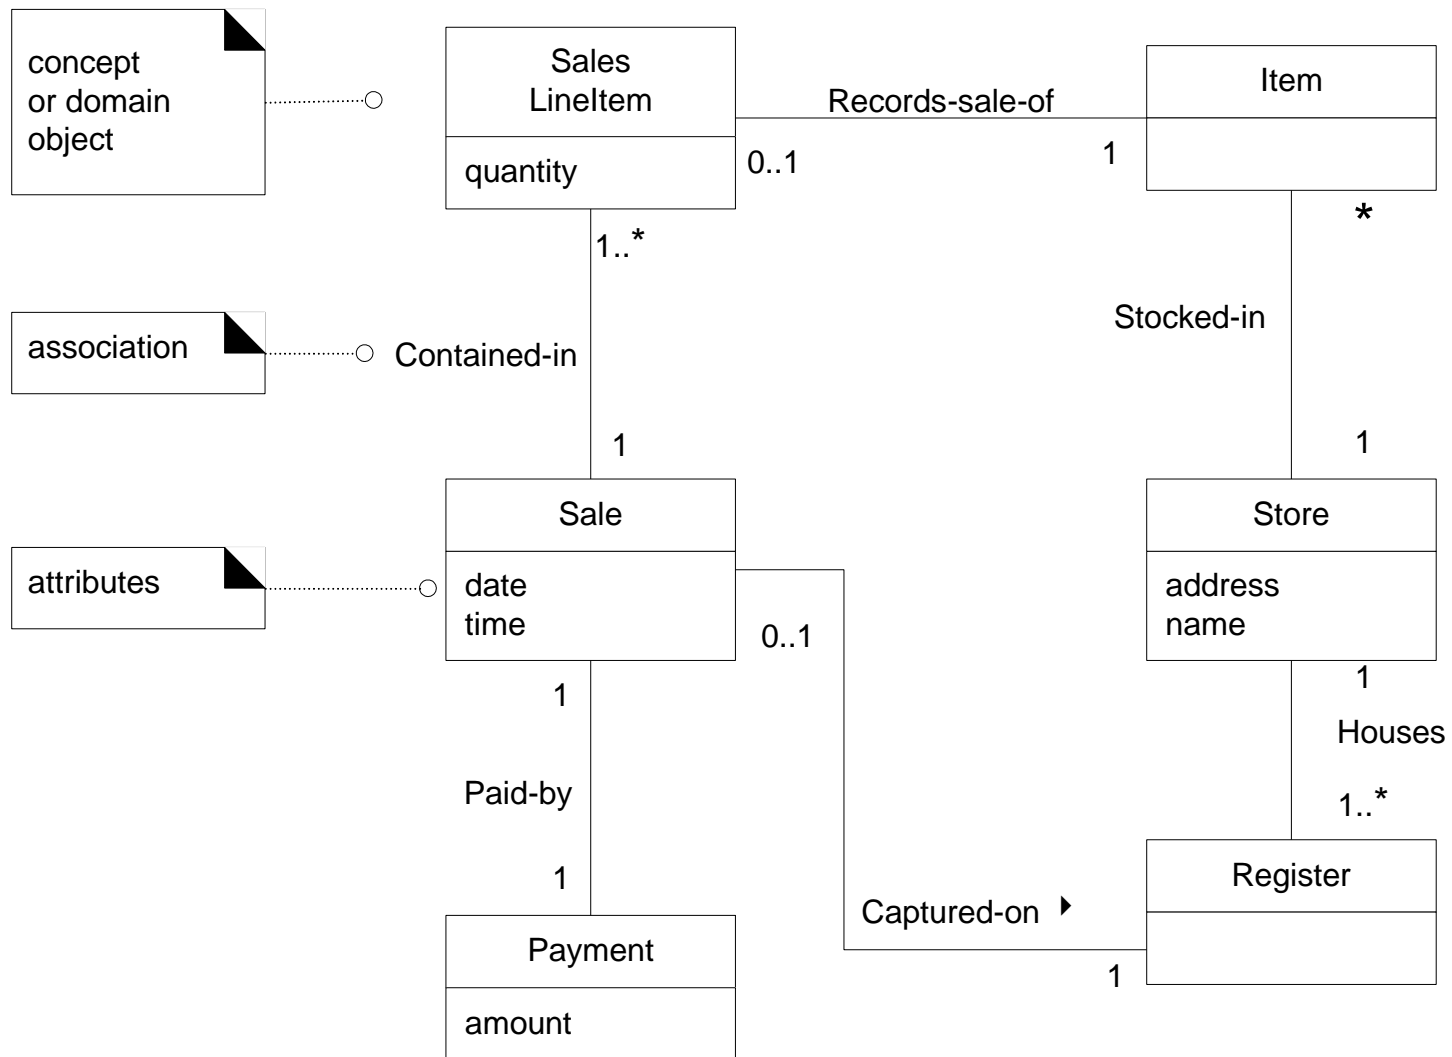 concept
or domain
object
Sales
LineItem
quantity
Records-sale-of
0..1
1
Item
*
1..*
association
Contained-in
Stocked-in
1
1
Sale
date
time
Store
address
name
attributes
0..1
1
1
Houses
Paid-by
1..*
1
Captured-on
Register
1
Payment
amount